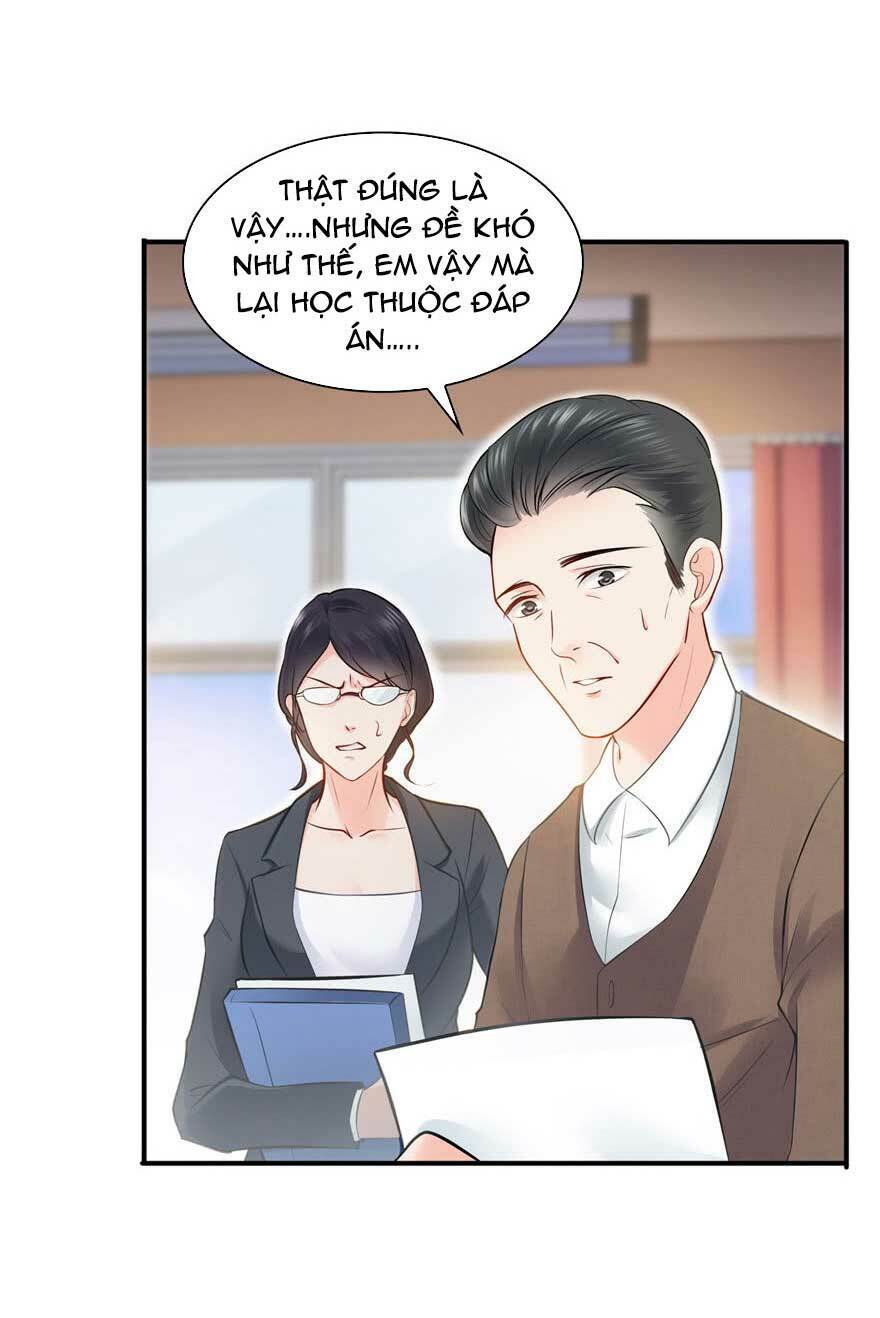 THẬT ĐÚNG LÀ
VẬY....NHƯNG ĐỀ KHÓ
NHƯ THẾ, EM VẬY MÀ
LẠI HỌC THUỘC ĐÁP
ÁN.....